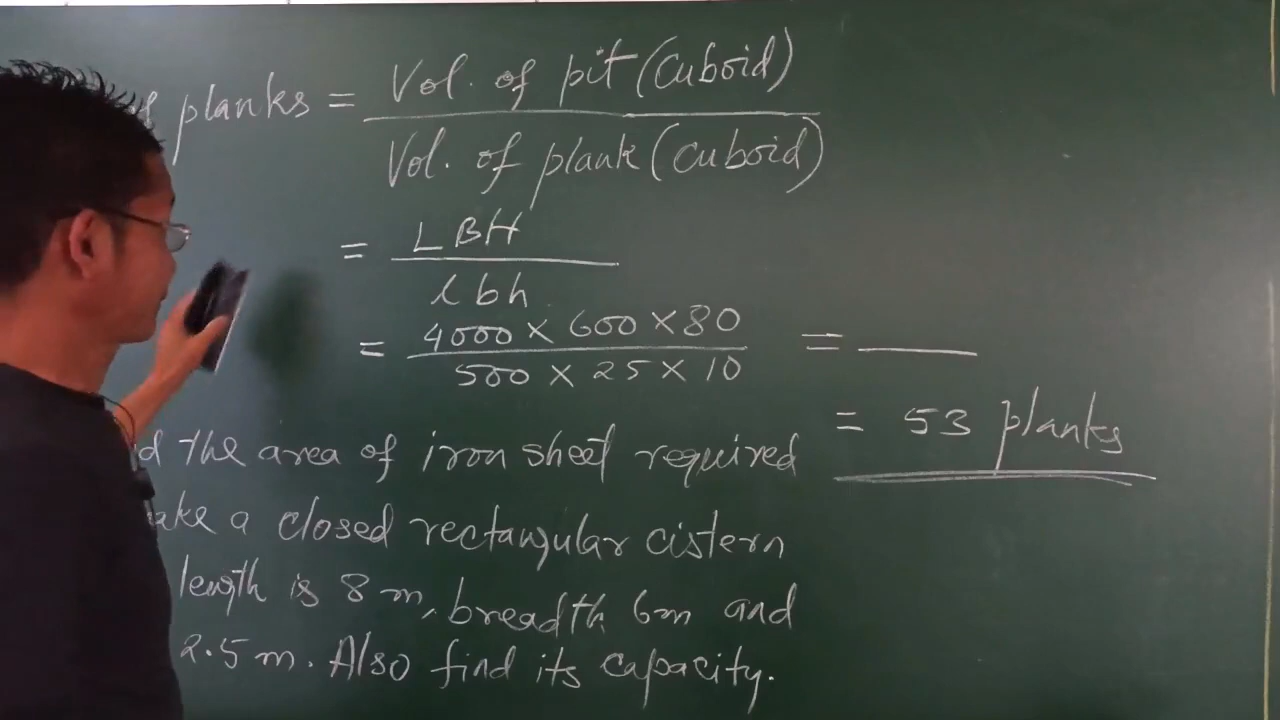 planks = Vol. of pit (Cuboid)
Vol. of plank (Cuboid)
= LBH
lbh
= 4000 × 600 × 80 = ___
500 × 25 × 10
= 53 planks
the area of iron sheet required
a closed rectangular cistern
length is 8 m, breadth 6m and
2.5 m. Also find its capacity.